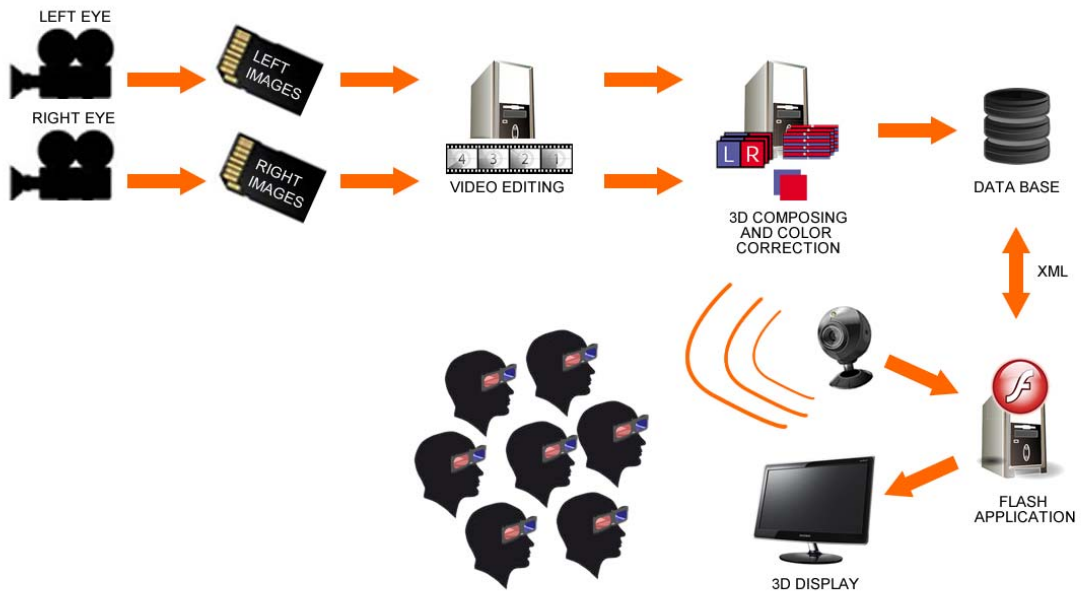 LEFT EYE
LEFT
IMAGES
RIGHT EYE
RIGHT
IMAGES
4 3 2 1
VIDEO EDITING
L R
3D COMPOSING
AND COLOR
CORRECTION
DATA BASE
XML
FLASH
APPLICATION
3D DISPLAY